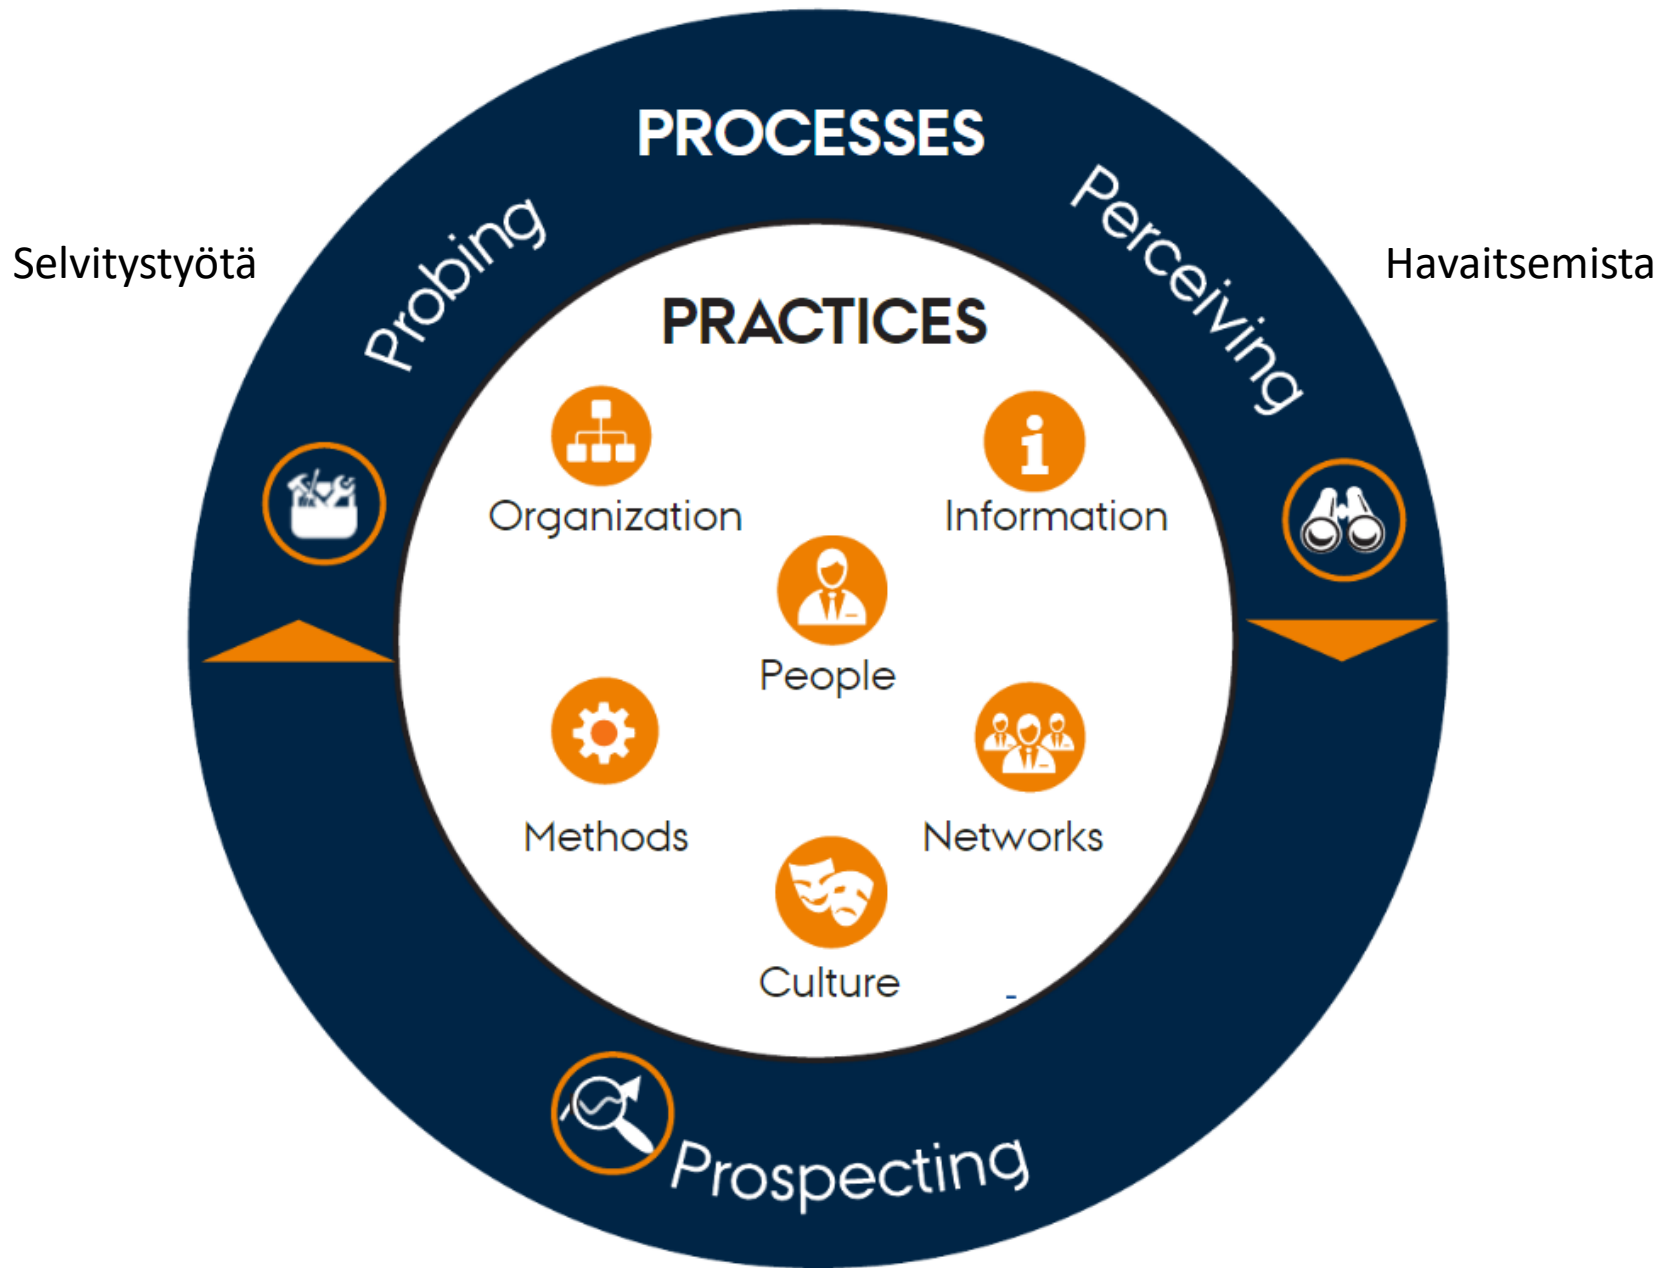 PROCESSES
Probing
Perceiving
Selvitystyötä
Havaitsemista
PRACTICES
Organization
Information
People
Methods
Networks
Culture
-
Prospecting